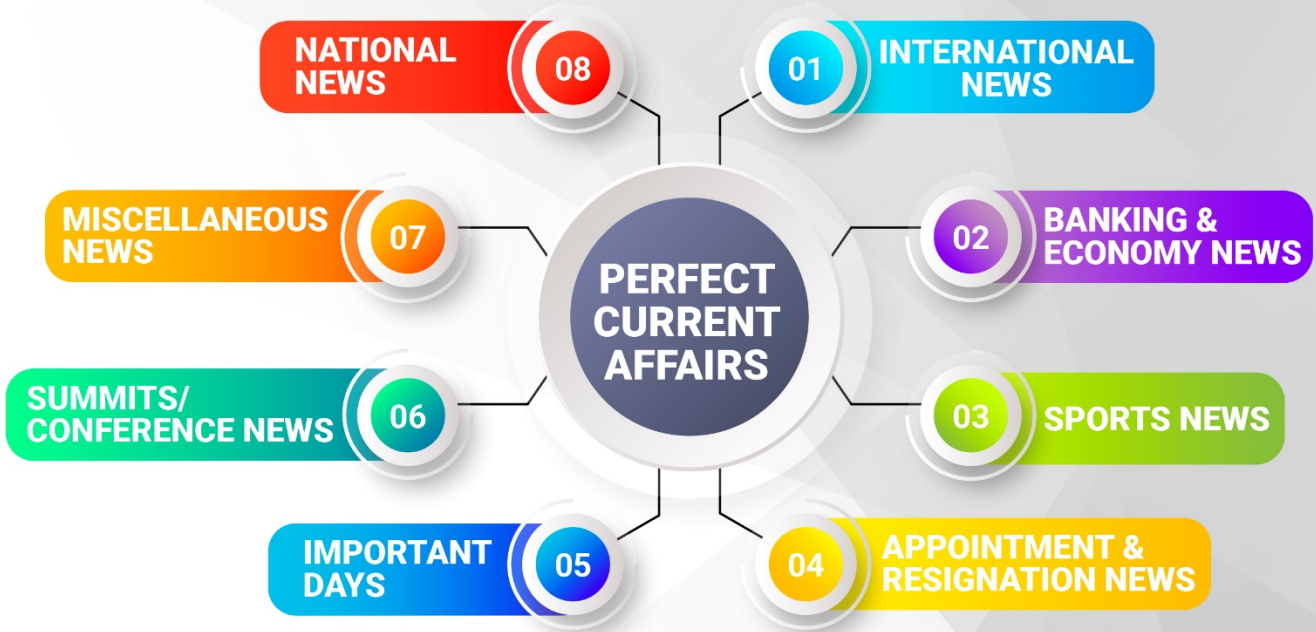 NATIONAL
NEWS
08
01
INTERNATIONAL
NEWS
MISCELLANEOUS
NEWS
07
02
BANKING &
ECONOMY NEWS
PERFECT
CURRENT
AFFAIRS
SUMMITS/
CONFERENCE NEWS
06
03
SPORTS NEWS
IMPORTANT
DAYS
05
04
APPOINTMENT &
RESIGNATION NEWS